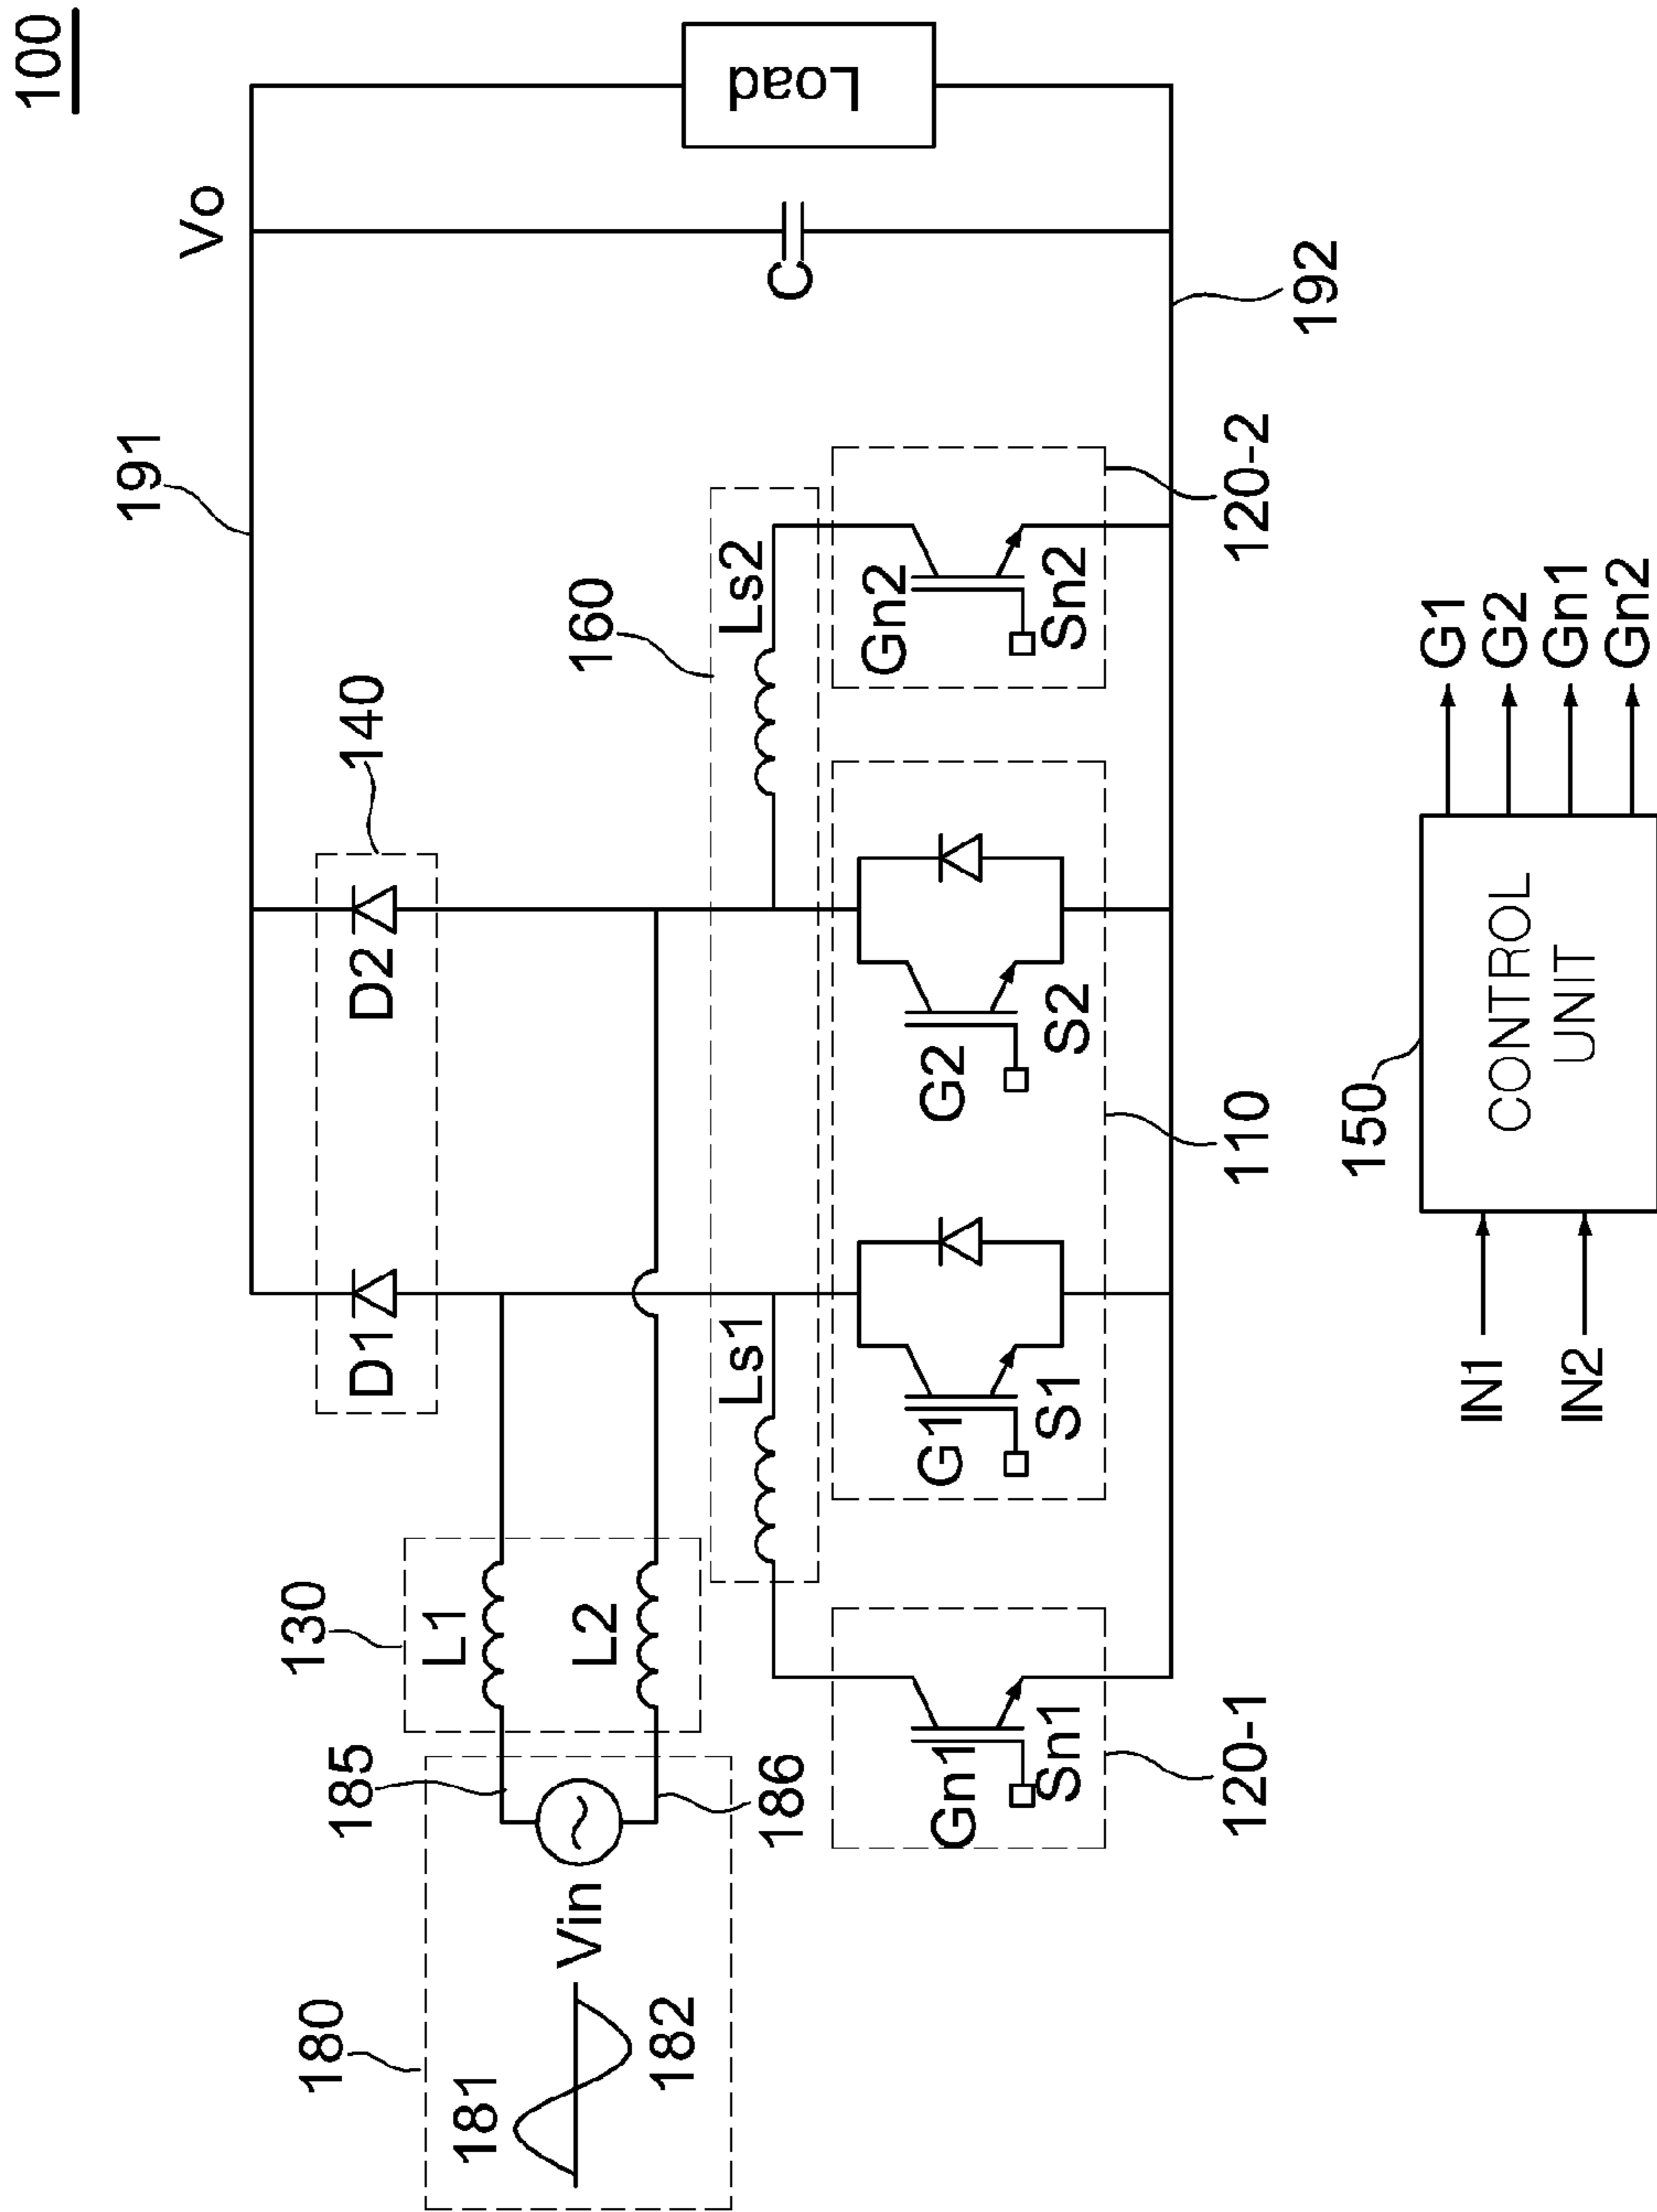 100
191
Vo
140
D1
D2
130
L1
L2
180
181
182
Vin
185
186
160
Ls1
Ls2
Load
C
Gn1
Sn1
G1
S1
G2
S2
Gn2
Sn2
120-1
110
120-2
192
150
IN1
IN2
CONTROL
UNIT
G1
G2
Gn1
Gn2